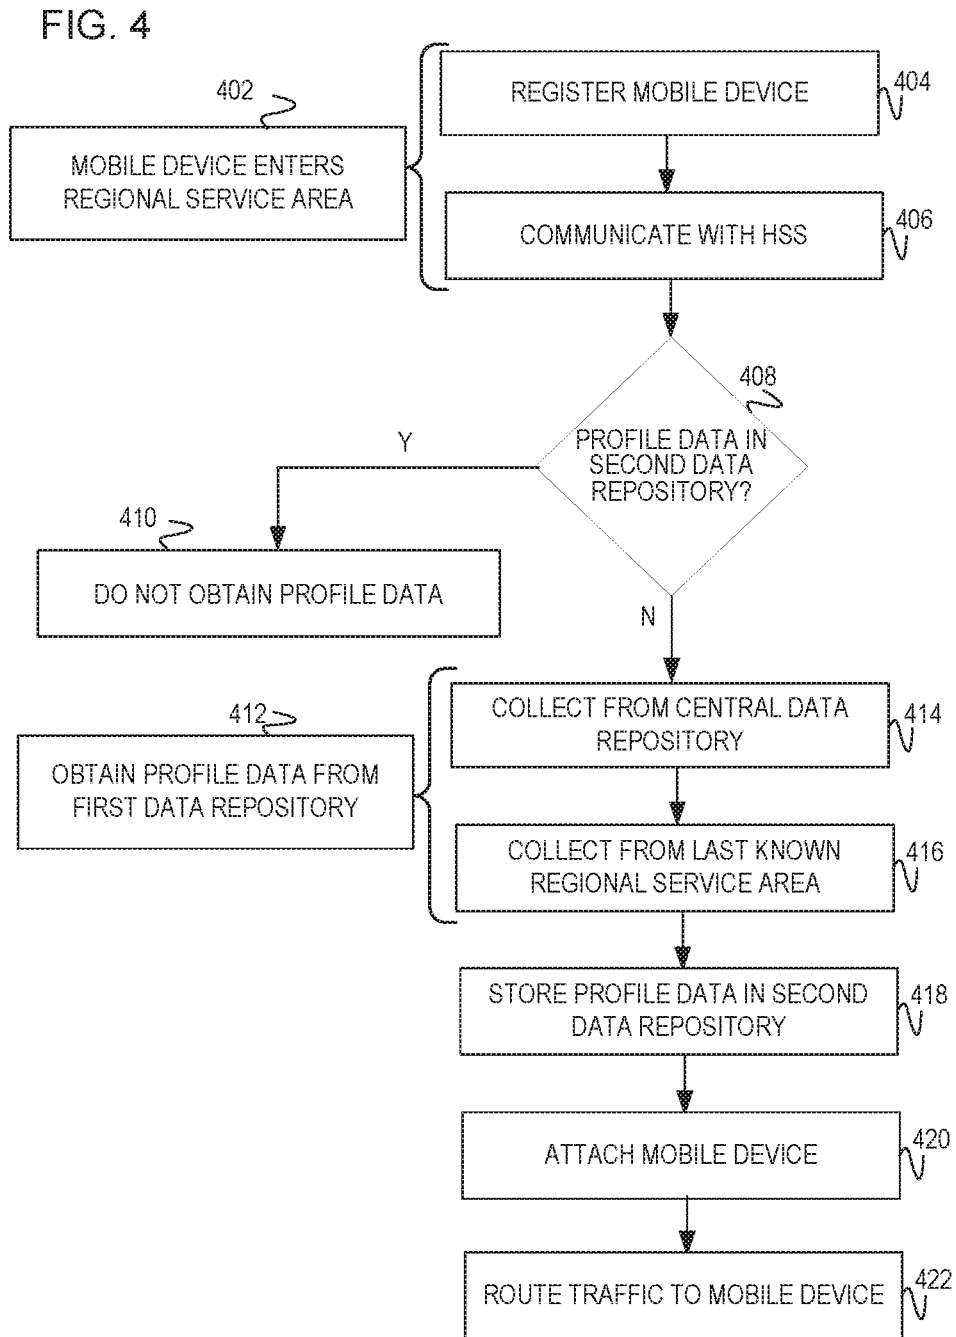 FIG. 4
402
MOBILE DEVICE ENTERS
REGIONAL SERVICE AREA
REGISTER MOBILE DEVICE
404
COMMUNICATE WITH HSS
406
408
PROFILE DATA IN
SECOND DATA
REPOSITORY?
Y
410
DO NOT OBTAIN PROFILE DATA
N
412
OBTAIN PROFILE DATA FROM
FIRST DATA REPOSITORY
COLLECT FROM CENTRAL DATA
REPOSITORY
414
COLLECT FROM LAST KNOWN
REGIONAL SERVICE AREA
416
STORE PROFILE DATA IN SECOND
DATA REPOSITORY
418
ATTACH MOBILE DEVICE
420
ROUTE TRAFFIC TO MOBILE DEVICE
422